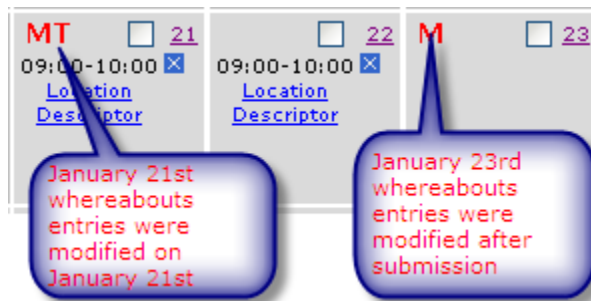 MT 21
09:00-10:00
Location
Descriptor
22
09:00-10:00
Location
Descriptor
M 23
January 21st
whereabouts
entries were
modified on
January 21st
January 23rd
whereabouts
entries were
modified after
submission